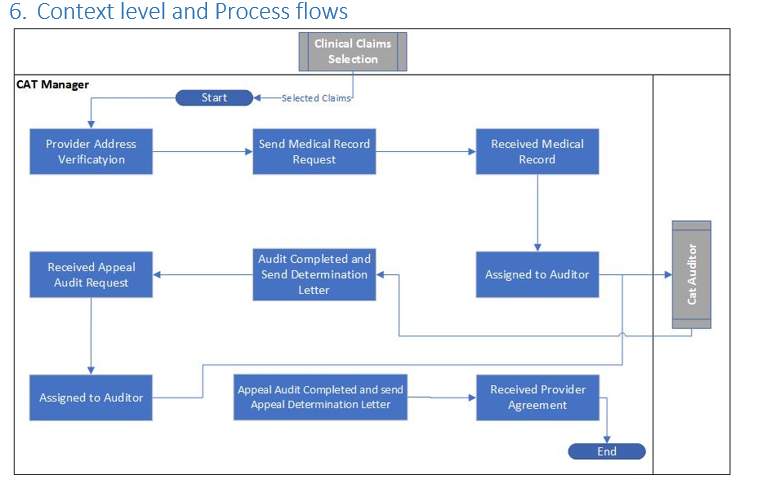 6. Context level and Process flows
Clinical Claims
Selection
CAT Manager
Start
Selected Claims
Provider Address
Verificatyion
Send Medical Record
Request
Received Medical
Record
Received Appeal
Audit Request
Audit Completed and
Send Determination
Letter
Assigned to Auditor
Cat Auditor
Assigned to Auditor
Appeal Audit Completed and send
Appeal Determination Letter
Received Provider
Agreement
End